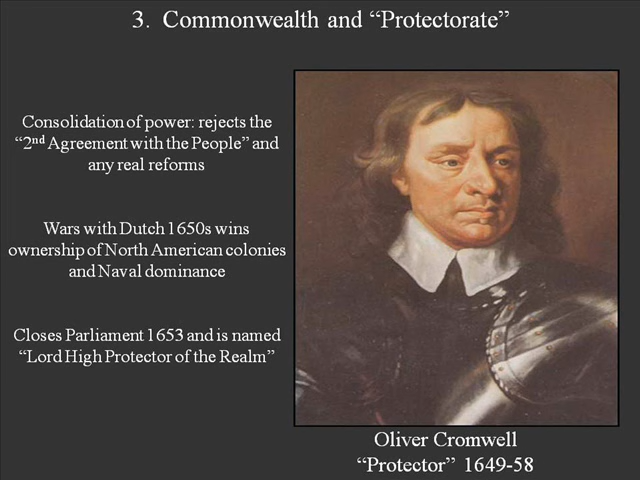 3.  Commonwealth and “Protectorate”
Consolidation of power: rejects the
“2nd Agreement with the People” and
any real reforms
Wars with Dutch 1650s wins
ownership of North American colonies
and Naval dominance
Closes Parliament 1653 and is named
“Lord High Protector of the Realm”
Oliver Cromwell
“Protector” 1649-58